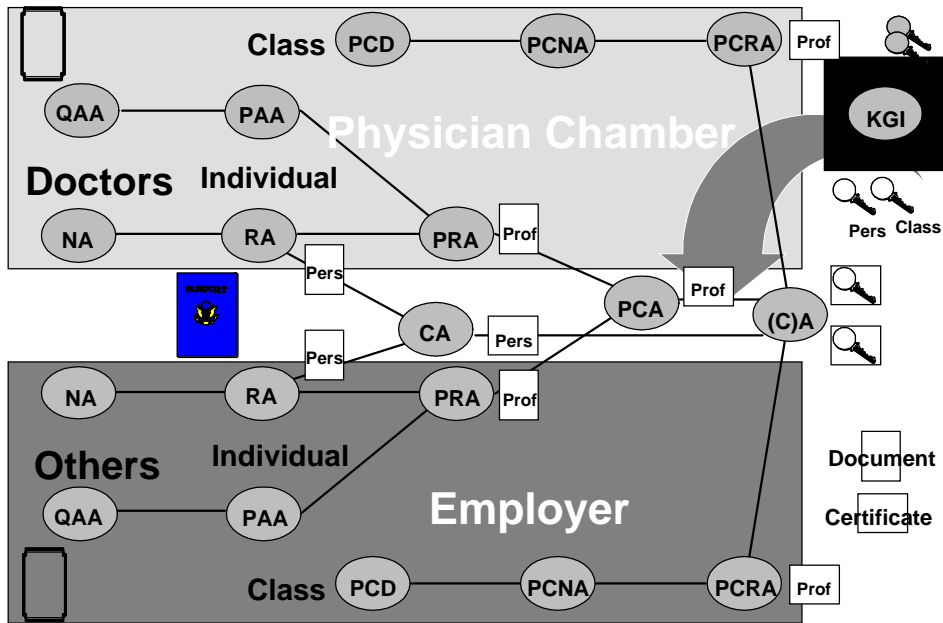 Class PCD PCNA PCRA Prof
KGI
QAA PAA
Physician Chamber
Doctors Individual
Pers Class
NA RA PRA Prof
Pers
PASSPORT
Prof
PCA
(C)A
CA Pers
Pers
NA RA PRA Prof
Others Individual
Document
QAA PAA
Employer
Certificate
Class PCD PCNA PCRA Prof